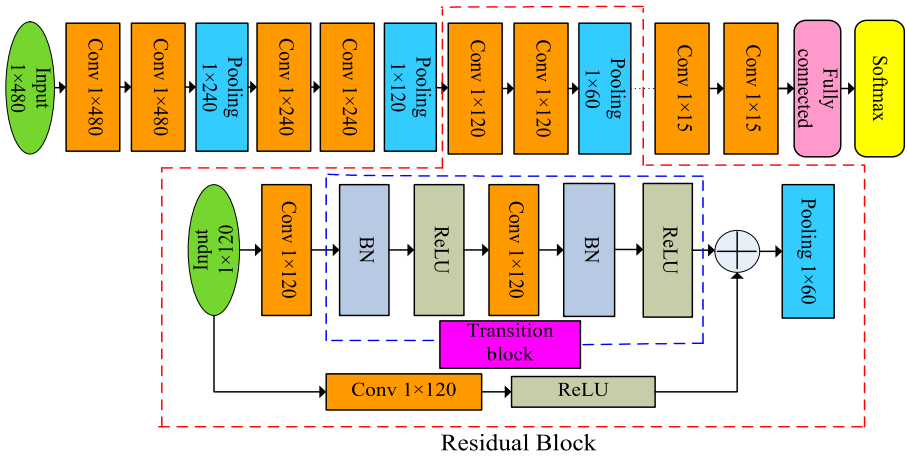 Input
1×480
Conv 1×480
Conv 1×480
Pooling
1×240
Conv 1×240
Conv 1×240
Pooling
1×120
Conv 1×120
Conv 1×120
Pooling
1×60
Conv 1×15
Conv 1×15
Fully
connected
Softmax
Input
1×120
Conv 1×120
BN
ReLU
Conv 1×120
BN
ReLU
Pooling 1×60
Transition
block
Conv 1×120
ReLU
Residual Block